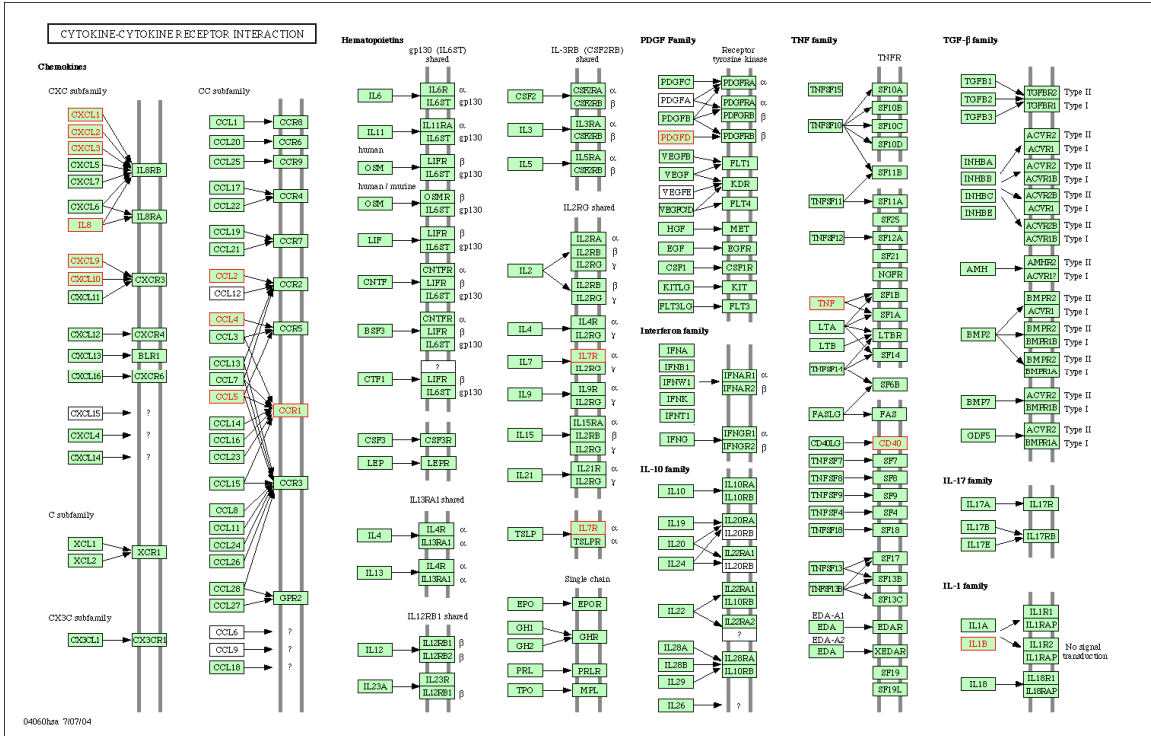 CYTOKINE-CYTOKINE RECEPTOR INTERACTION
Chemokines
CXC subfamily
CXCL1
CXCL2
CXCL3
CXCL5
CXCL7
IL8RB
CXCL6
IL8
IL8RA
CXCL9
CXCL10
CXCL11
CXCR3
CXCL12 CXCR4
CXCL13 BLR1
CXCL16 CXCR6
CXCL15 ?
CXCL4 ?
CXCL14 ?
C subfamily
XCL1
XCL2
XCR1
CX3C subfamily
CX3CL1 CX3CR1
CC subfamily
CCL1 CCR8
CCL20 CCR6
CCL25 CCR9
CCL17
CCL22
CCR4
CCL19
CCL21
CCR7
CCL2
CCL12
CCR2
CCL4
CCL3
CCR5
CCL13
CCL7
CCL5
CCR1
CCL14
CCL16
CCL23
CCL15 CCR3
CCL8
CCL11
CCL24
CCL26
CCL28
CCL27
GPR2
CCL6 ?
CCL9 ?
CCL18 ?
Hematopoietins
gp130 (IL6ST)
shared
IL6 IL6R α
IL6ST gp130
IL11 IL11RA α
IL6ST gp130
human
OSM LIFR β
IL6ST gp130
human / murine
OSM OSMR β
IL6ST gp130
LIF LIFR β
IL6ST gp130
CNTF CNTFR α
LIFR β
IL6ST gp130
BSF3 CNTFR α
LIFR β
IL6ST gp130
?
CTF1 LIFR β
IL6ST gp130
CSF3 CSF3R
LEP LEPR
IL13RA1 shared
IL4 IL4R α
IL13RA1 α
IL13 IL4R α
IL13RA1 α
IL12RB1 shared
IL12 IL12RB1 β
IL12RB2 β
IL23A IL23R
IL12RB1 β
IL-3RB (CSF2RB)
shared
CSF2 CSF2RA α
CSF2RB β
IL3 IL3RA α
CSF2RB β
IL5 IL5RA α
CSF2RB β
IL2RG shared
IL2 IL2RA α
IL2RB β
IL2RG γ
IL2RB β
IL2RG γ
IL4 IL4R α
IL2RG γ
IL7 IL7R α
IL2RG γ
IL9 IL9R α
IL2RG γ
IL15 IL15RA α
IL2RB β
IL2RG γ
IL21 IL21R α
IL2RG γ
TSLP IL7R α
TSLPR α
Single chain
EPO EPOR
GH1
GH2
GHR
PRL PRLR
TPO MPL
PDGF Family
Receptor
tyrosine kinase
PDGFC
PDGFA
PDGFB
PDGFD
PDGFRA α
PDGFRA α
PDFGRB β
PDGFRB β
VEGFB FLT1
VEGF
VEGFE
KDR
VEGFC/D FLT4
HGF MET
EGF EGFR
CSF1 CSF1R
KITLG KIT
FLT3LG FLT3
Interferon family
IFNA
IFNB1
IFNW1
IFNK
IFNT1
IFNAR1 α
IFNAR2 β
IFNG IFNGR1 α
IFNGR2 β
IL-10 family
IL10 IL10RA
IL10RB
IL19
IL20
IL24
IL20RA
IL20RB
IL22RA1
IL20RB
IL22 IL22RA1
IL10RB
IL22RA2
?
IL28A
IL28B
IL29
IL28RA
IL10RB
IL26 ?
TNF family
TNFR
TNFSF15 SF10A
TNFSF10 SF10B
SF10C
SF10D
SF11B
TNFSF11 SF11A
SF25
TNFSF12 SF12A
SF21
NGFR
TNF SF1B
SF1A
LTA
LTB
LTBR
TNFSF14 SF14
SF6B
FASLG FAS
CD40LG CD40
TNFSF7 SF7
TNFSF8 SF8
TNFSF9 SF9
TNFSF4 SF4
TNFSF18 SF18
TNFSF13 SF17
TNFSF13B SF13B
SF13C
EDA-A1
EDA EDAR
EDA-A2
EDA XEDAR
SF19
SF19L
TGF-β family
TGFB1
TGFB2
TGFB3
TGFBR2 Type II
TGFBR1 Type I
INHBA
INHBB
INHBC
INHBE
ACVR2 Type II
ACVR1 Type I
ACVR2 Type II
ACVR1B Type I
ACVR2B Type II
ACVR1 Type I
ACVR2B Type II
ACVR1B Type I
AMH AMHR2 Type II
ACVR1? Type I
BMP2 BMPR2 Type II
ACVR1 Type I
BMPR2 Type II
BMPR1B Type I
BMPR2 Type II
BMPR1A Type I
BMP7 ACVR2 Type II
BMPR1B Type I
GDF5 ACVR2 Type II
BMPR1A Type I
IL-17 family
IL17A IL17R
IL17B
IL17E
IL17RB
IL-1 family
IL1A
IL1B
IL1R1
IL1RAP
IL1R2
IL1RAP
No signal
transduction
IL18 IL18R1
IL18RAP
04060hsa 7/07/04